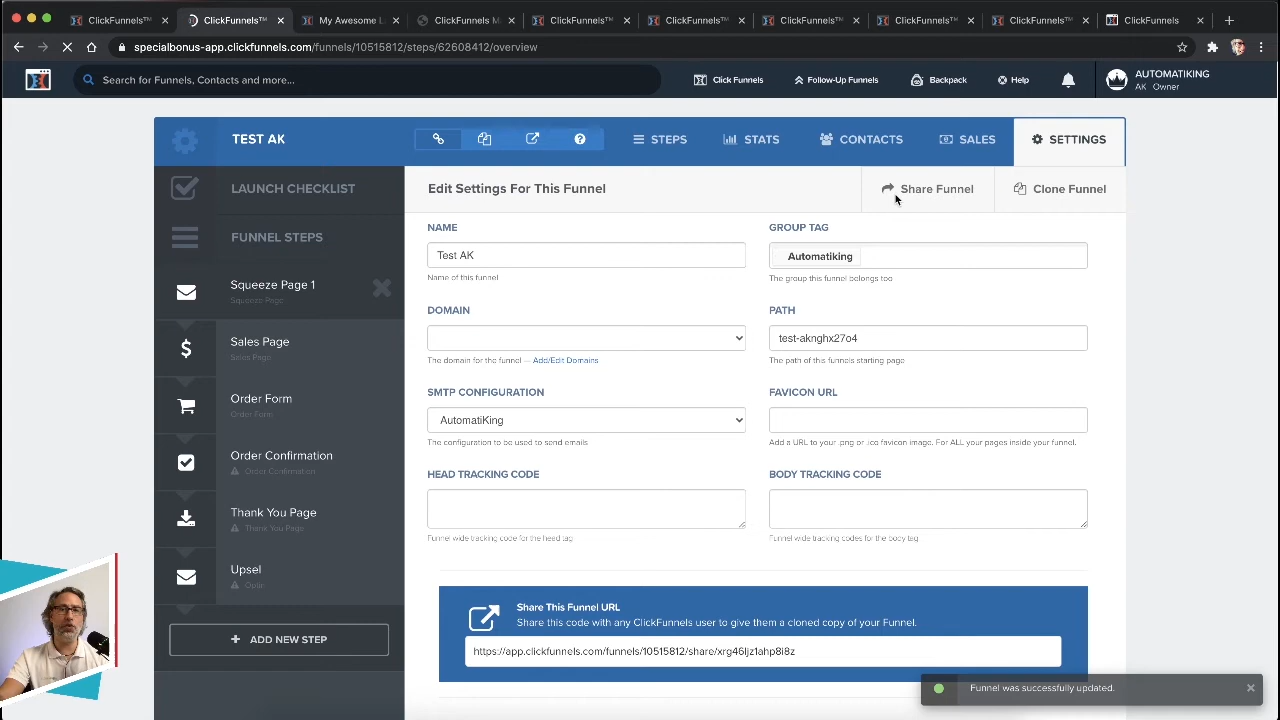 ClickFunnels™
ClickFunnels™
My Awesome L
ClickFunnels M
ClickFunnels™
ClickFunnels™
ClickFunnels™
ClickFunnels™
ClickFunnels™
ClickFunnels
specialbonus-app.clickfunnels.com/funnels/10515812/steps/62608412/overview
Search for Funnels, Contacts and more...
Click Funnels
Follow-Up Funnels
Backpack
Help
AUTOMATIKING
AK Owner
TEST AK
STEPS
STATS
CONTACTS
SALES
SETTINGS
LAUNCH CHECKLIST
FUNNEL STEPS
Squeeze Page 1
Squeeze Page
Sales Page
Sales Page
Order Form
Order Form
Order Confirmation
Order Confirmation
Thank You Page
Thank You Page
Upsel
Optin
ADD NEW STEP
Edit Settings For This Funnel
Share Funnel
Clone Funnel
NAME
Test AK
Name of this funnel
GROUP TAG
Automatiking
The group this funnel belongs too
DOMAIN
The domain for the funnel — Add/Edit Domains
PATH
test-aknghx27o4
The path of this funnels starting page
SMTP CONFIGURATION
AutomatiKing
The configuration to be used to send emails
FAVICON URL
Add a URL to your .png or .ico favicon image. For ALL your pages inside your funnel.
HEAD TRACKING CODE
Funnel wide tracking code for the head tag
BODY TRACKING CODE
Funnel wide tracking codes for the body tag
Share This Funnel URL
Share this code with any ClickFunnels user to give them a cloned copy of your Funnel.
https://app.clickfunnels.com/funnels/10515812/share/xrg46ljz1ahp8i8z
Funnel was successfully updated.